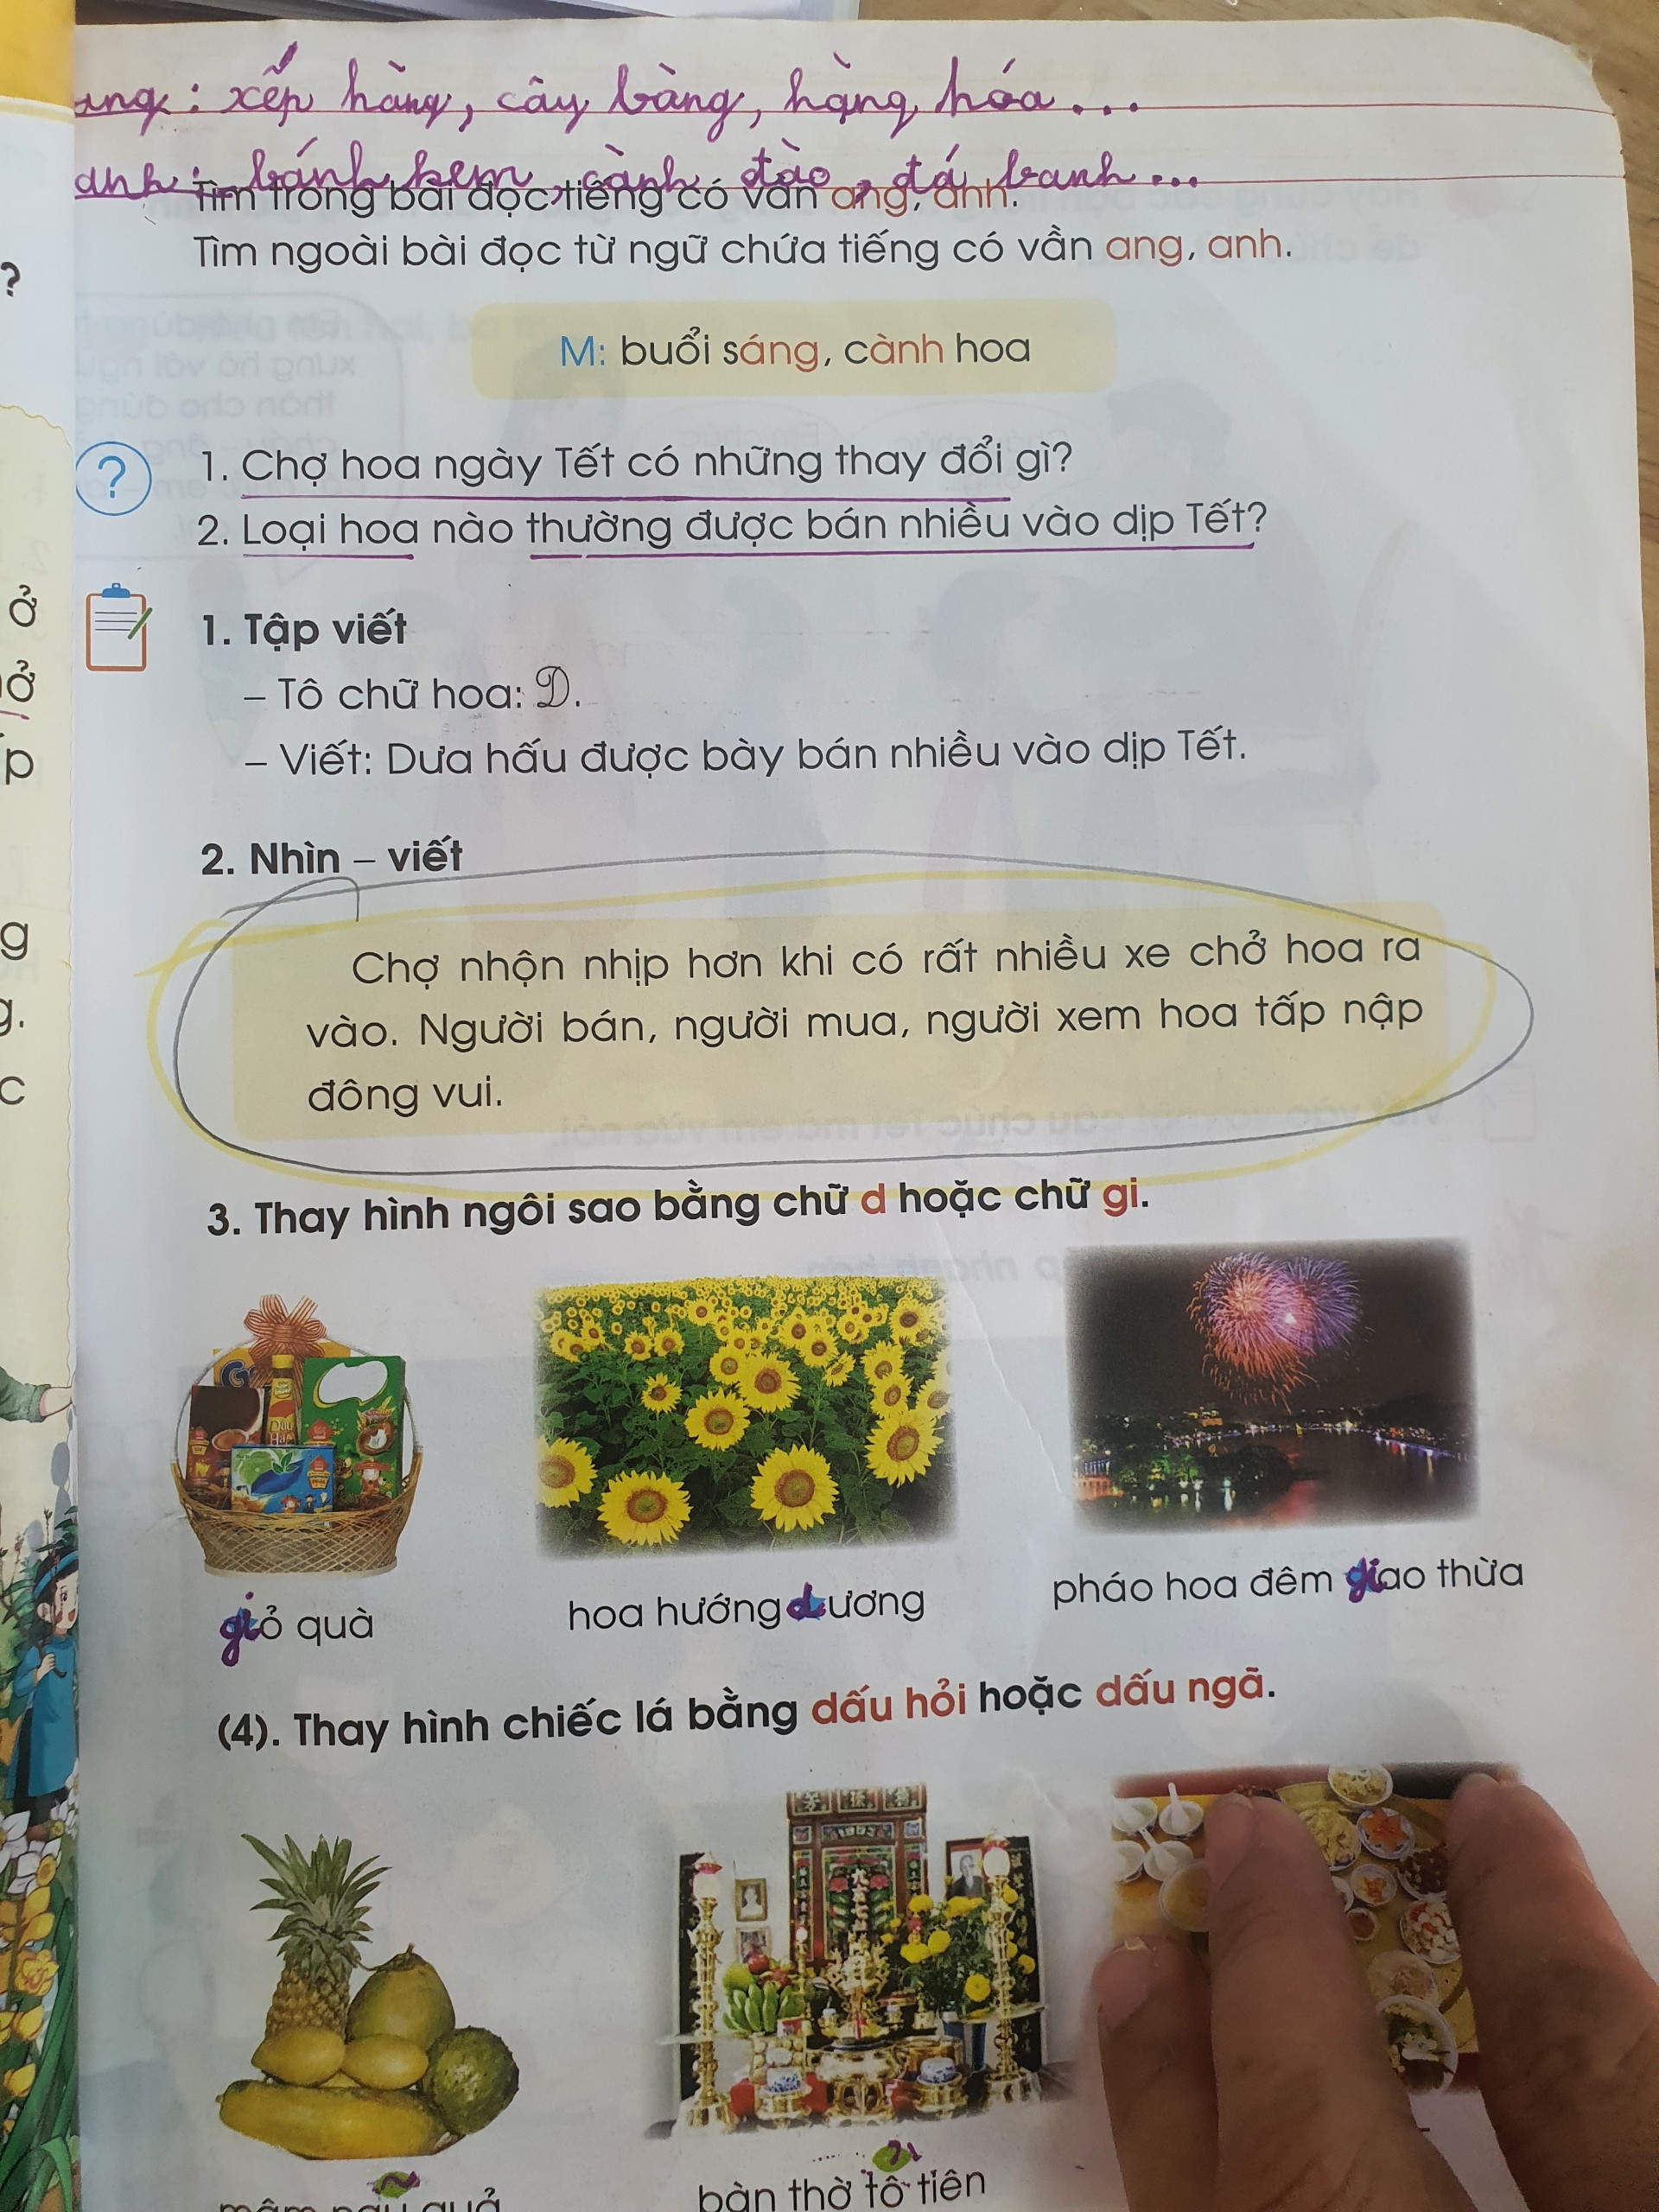 ang: xếp hàng, cây bàng, hàng hóa...
anh: bánh kem, cành đào, đá banh...
Tìm trong bài đọc tiếng có vần ang, anh.
Tìm ngoài bài đọc từ ngữ chứa tiếng có vần ang, anh.
M: buổi sáng, cành hoa
?
? 1. Chợ hoa ngày Tết có những thay đổi gì?
2. Loại hoa nào thường được bán nhiều vào dịp Tết?
ở
ở
p
1. Tập viết
– Tô chữ hoa: D.
– Viết: Dưa hấu được bày bán nhiều vào dịp Tết.
2. Nhìn – viết
g
g.
c
Chợ nhộn nhịp hơn khi có rất nhiều xe chở hoa ra
vào. Người bán, người mua, người xem hoa tấp nập
đông vui.
3. Thay hình ngôi sao bằng chữ d hoặc chữ gi.
giỏ quà
hoa hướng dương
pháo hoa đêm giao thừa
(4). Thay hình chiếc lá bằng dấu hỏi hoặc dấu ngã.
mâm ngũ quả
bàn thờ tổ tiên